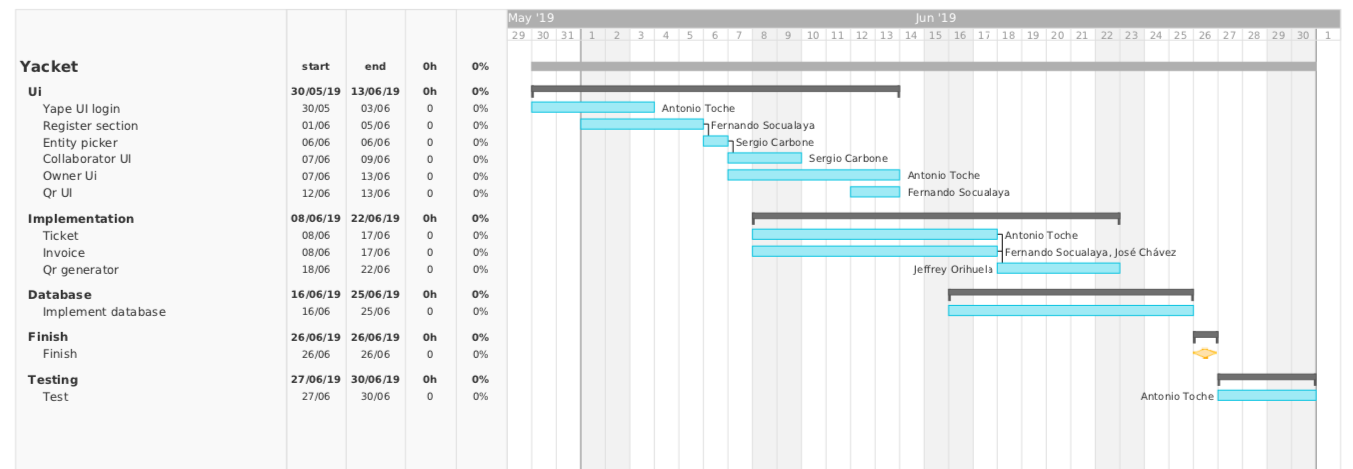 May '19 Jun '19
29 30 31 1 2 3 4 5 6 7 8 9 10 11 12 13 14 15 16 17 18 19 20 21 22 23 24 25 26 27 28 29 30 1
Yacket start end 0h 0%
Ui 30/05/19 13/06/19 0h 0%
Yape UI login 30/05 03/06 0 0% Antonio Toche
Register section 01/06 05/06 0 0% Fernando Socualaya
Entity picker 06/06 06/06 0 0% Sergio Carbone
Collaborator UI 07/06 09/06 0 0% Sergio Carbone
Owner Ui 07/06 13/06 0 0% Antonio Toche
Qr UI 12/06 13/06 0 0% Fernando Socualaya
Implementation 08/06/19 22/06/19 0h 0%
Ticket 08/06 17/06 0 0% Antonio Toche
Invoice 08/06 17/06 0 0% Fernando Socualaya, José Chávez
Qr generator 18/06 22/06 0 0% Jeffrey Orihuela
Database 16/06/19 25/06/19 0h 0%
Implement database 16/06 25/06 0 0%
Finish 26/06/19 26/06/19 0h 0%
Finish 26/06 26/06 0 0%
Testing 27/06/19 30/06/19 0h 0%
Test 27/06 30/06 0 0% Antonio Toche